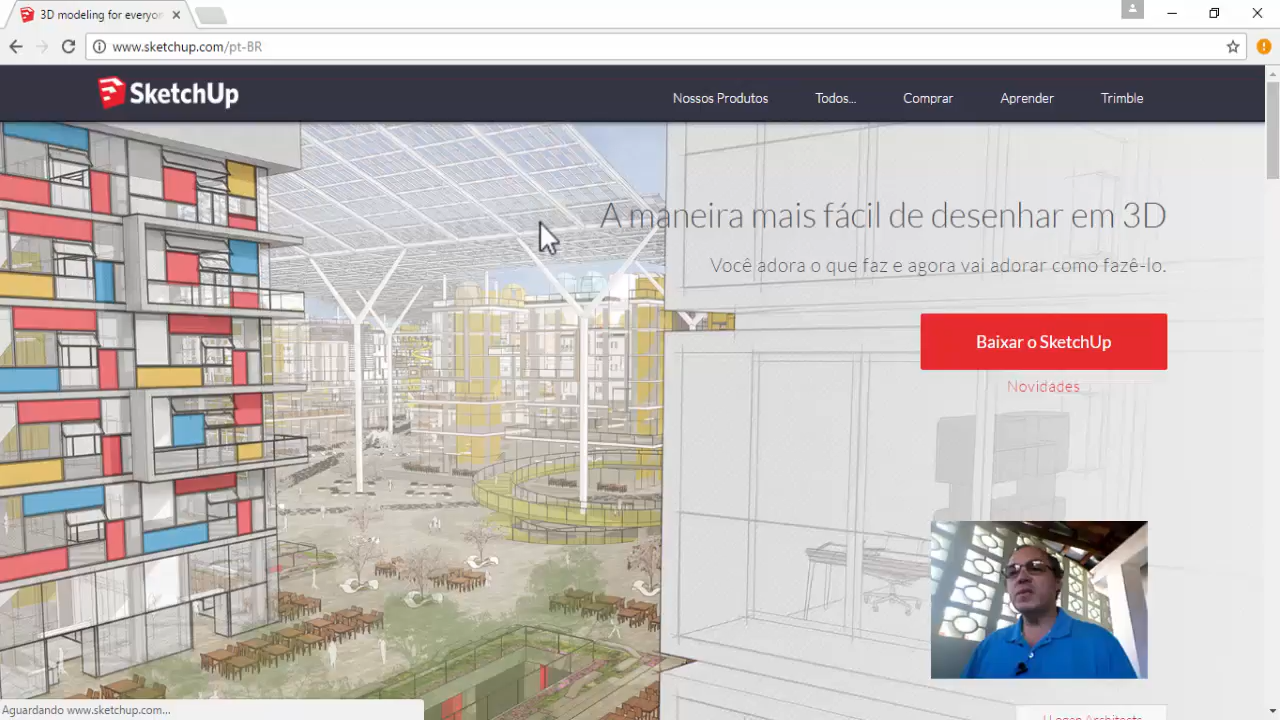 3D modeling for everyon
www.sketchup.com/pt-BR
SketchUp
Nossos Produtos
Todos...
Comprar
Aprender
Trimble
A maneira mais fácil de desenhar em 3D
Você adora o que faz e agora vai adorar como fazê-lo.
Baixar o SketchUp
Novidades
Architects
Aguardando www.sketchup.com...